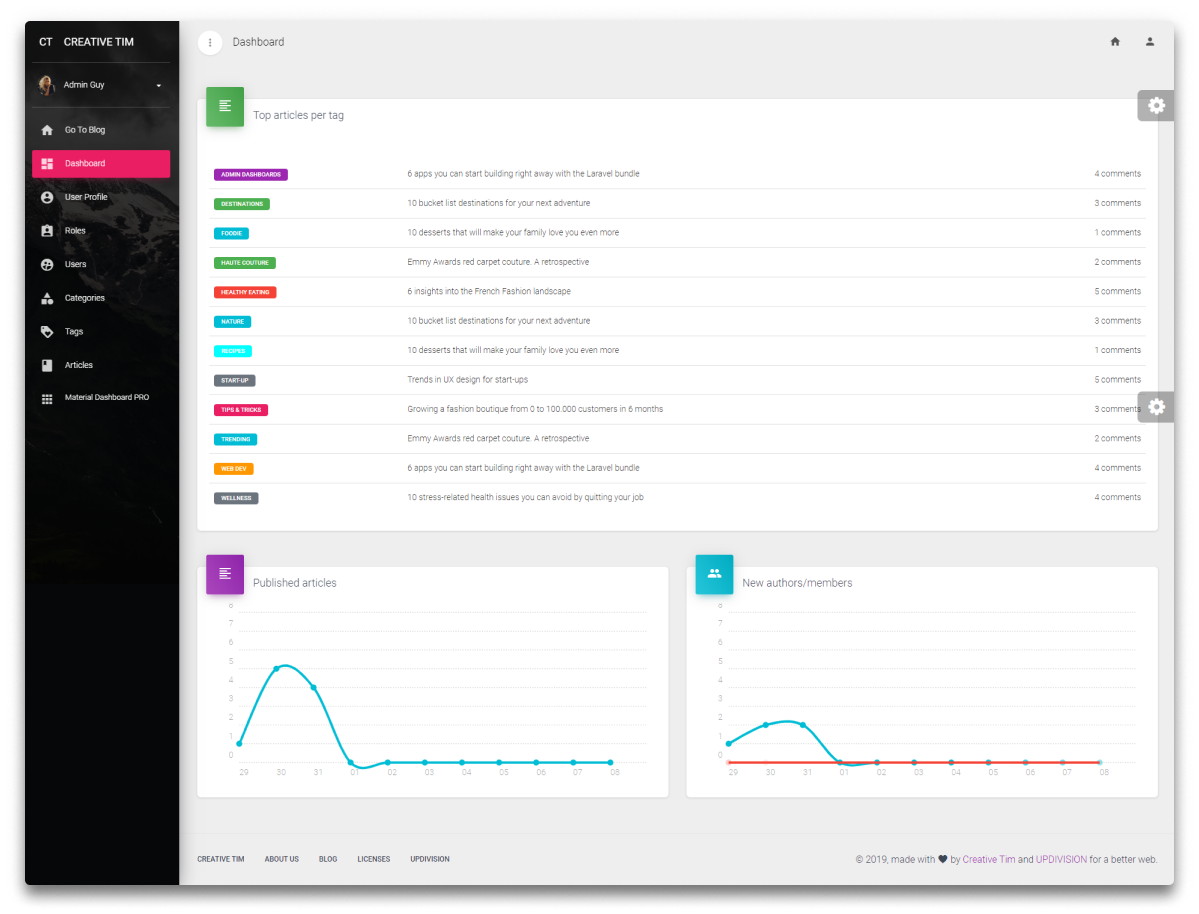 CT CREATIVE TIM
Admin Guy
Go To Blog
Dashboard
User Profile
Roles
Users
Categories
Tags
Articles
Material Dashboard PRO
Dashboard
Top articles per tag
ADMIN DASHBOARDS 6 apps you can start building right away with the Laravel bundle 4 comments
DESTINATIONS 10 bucket list destinations for your next adventure 3 comments
FOODIE 10 desserts that will make your family love you even more 1 comments
HAUTE COUTURE Emmy Awards red carpet couture. A retrospective 2 comments
HEALTHY EATING 6 insights into the French Fashion landscape 5 comments
NATURE 10 bucket list destinations for your next adventure 3 comments
RECIPES 10 desserts that will make your family love you even more 1 comments
START-UP Trends in UX design for start-ups 5 comments
TIPS & TRICKS Growing a fashion boutique from 0 to 100.000 customers in 6 months 3 comments
TRENDING Emmy Awards red carpet couture. A retrospective 2 comments
WEB DEV 6 apps you can start building right away with the Laravel bundle 4 comments
WELLNESS 10 stress-related health issues you can avoid by quitting your job 4 comments
Published articles
8
7
6
5
4
3
2
1
0
29 30 31 01 02 03 04 05 06 07 08
New authors/members
8
7
6
5
4
3
2
1
0
29 30 31 01 02 03 04 05 06 07 08
CREATIVE TIM ABOUT US BLOG LICENSES UPDIVISION
© 2019, made with ♥ by Creative Tim and UPDIVISION for a better web.